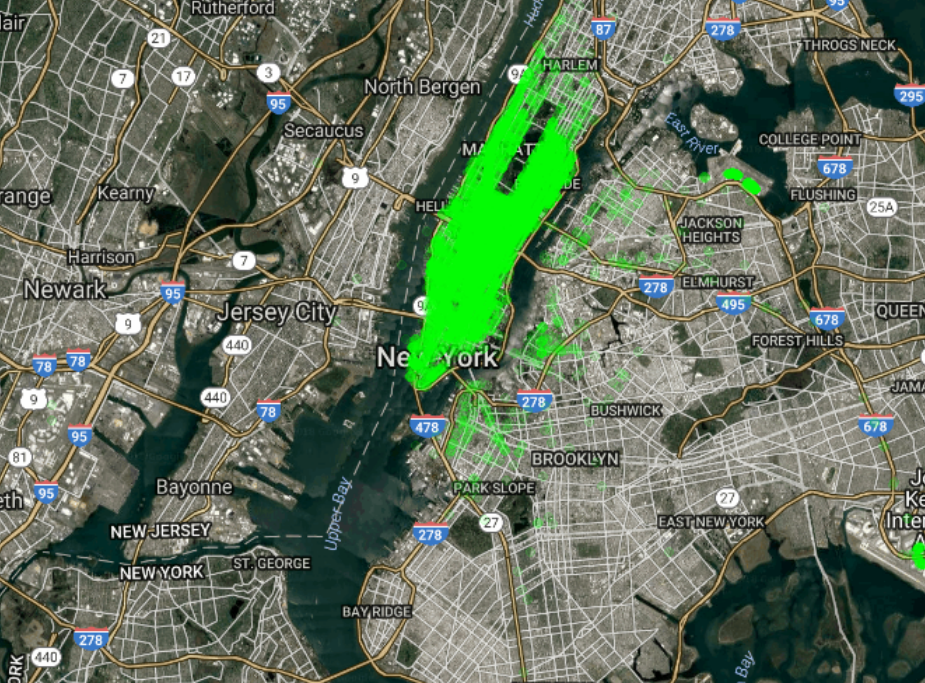 Rutherford
Hud
95
87
278
21
THROGS NECK
3
9A
HARLEM
7
17
North Bergen
95
295
Secaucus
East River
COLLEGE POINT
9
678
Kearny
FLUSHING
25A
HELL
JACKSON
HEIGHTS
Harrison
7
Newark
95
278
ELMHURST
495
Jersey City
9
678
QUEEN
440
FOREST HILLS
New York
78
78
9
440
78
278
BUSHWICK
JAMA
478
678
95
81
BROOKLYN
Bayonne
95
PARK SLOPE
27
27
NEW JERSEY
Upper Bay
278
EAST NEW YORK
Inter
NEW YORK
ST. GEORGE
BAY RIDGE
278
440
Bay